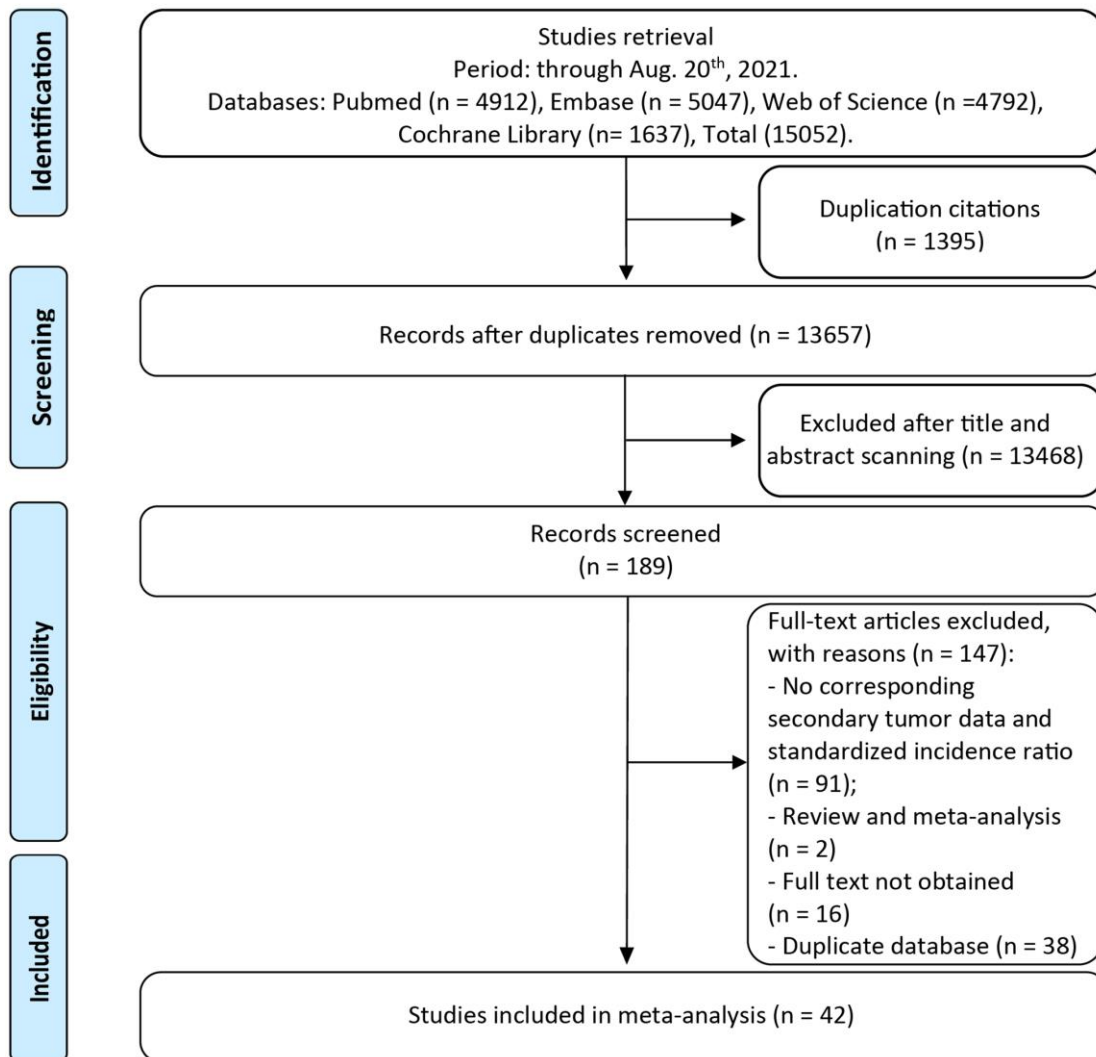 Identification
Studies retrieval
Period: through Aug. 20th, 2021.
Databases: Pubmed (n = 4912), Embase (n = 5047), Web of Science (n =4792),
Cochrane Library (n= 1637), Total (15052).
Duplication citations
(n = 1395)
Screening
Records after duplicates removed (n = 13657)
Excluded after title and
abstract scanning (n = 13468)
Eligibility
Records screened
(n = 189)
Full-text articles excluded,
with reasons (n = 147):
- No corresponding
secondary tumor data and
standardized incidence ratio
(n = 91);
- Review and meta-analysis
(n = 2)
- Full text not obtained
(n = 16)
- Duplicate database (n = 38)
Included
Studies included in meta-analysis (n = 42)